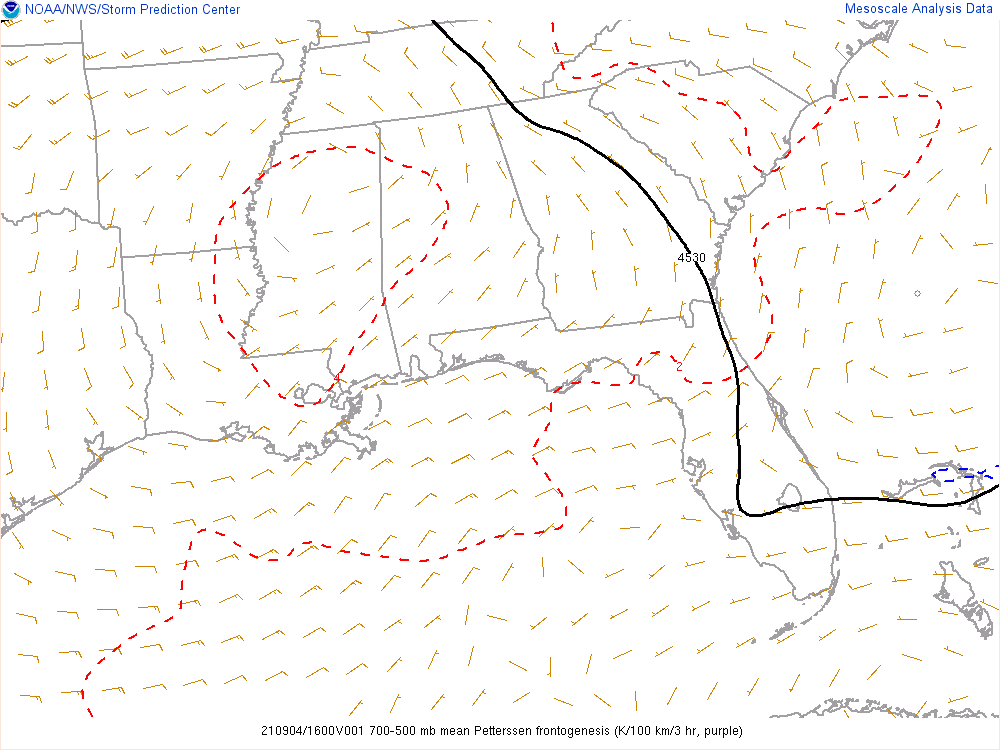 NOAA/NWS/Storm Prediction Center
Mesoscale Analysis Data
4530
2
4
210904/1600V001 700-500 mb mean Petterssen frontogenesis (K/100 km/3 hr, purple)